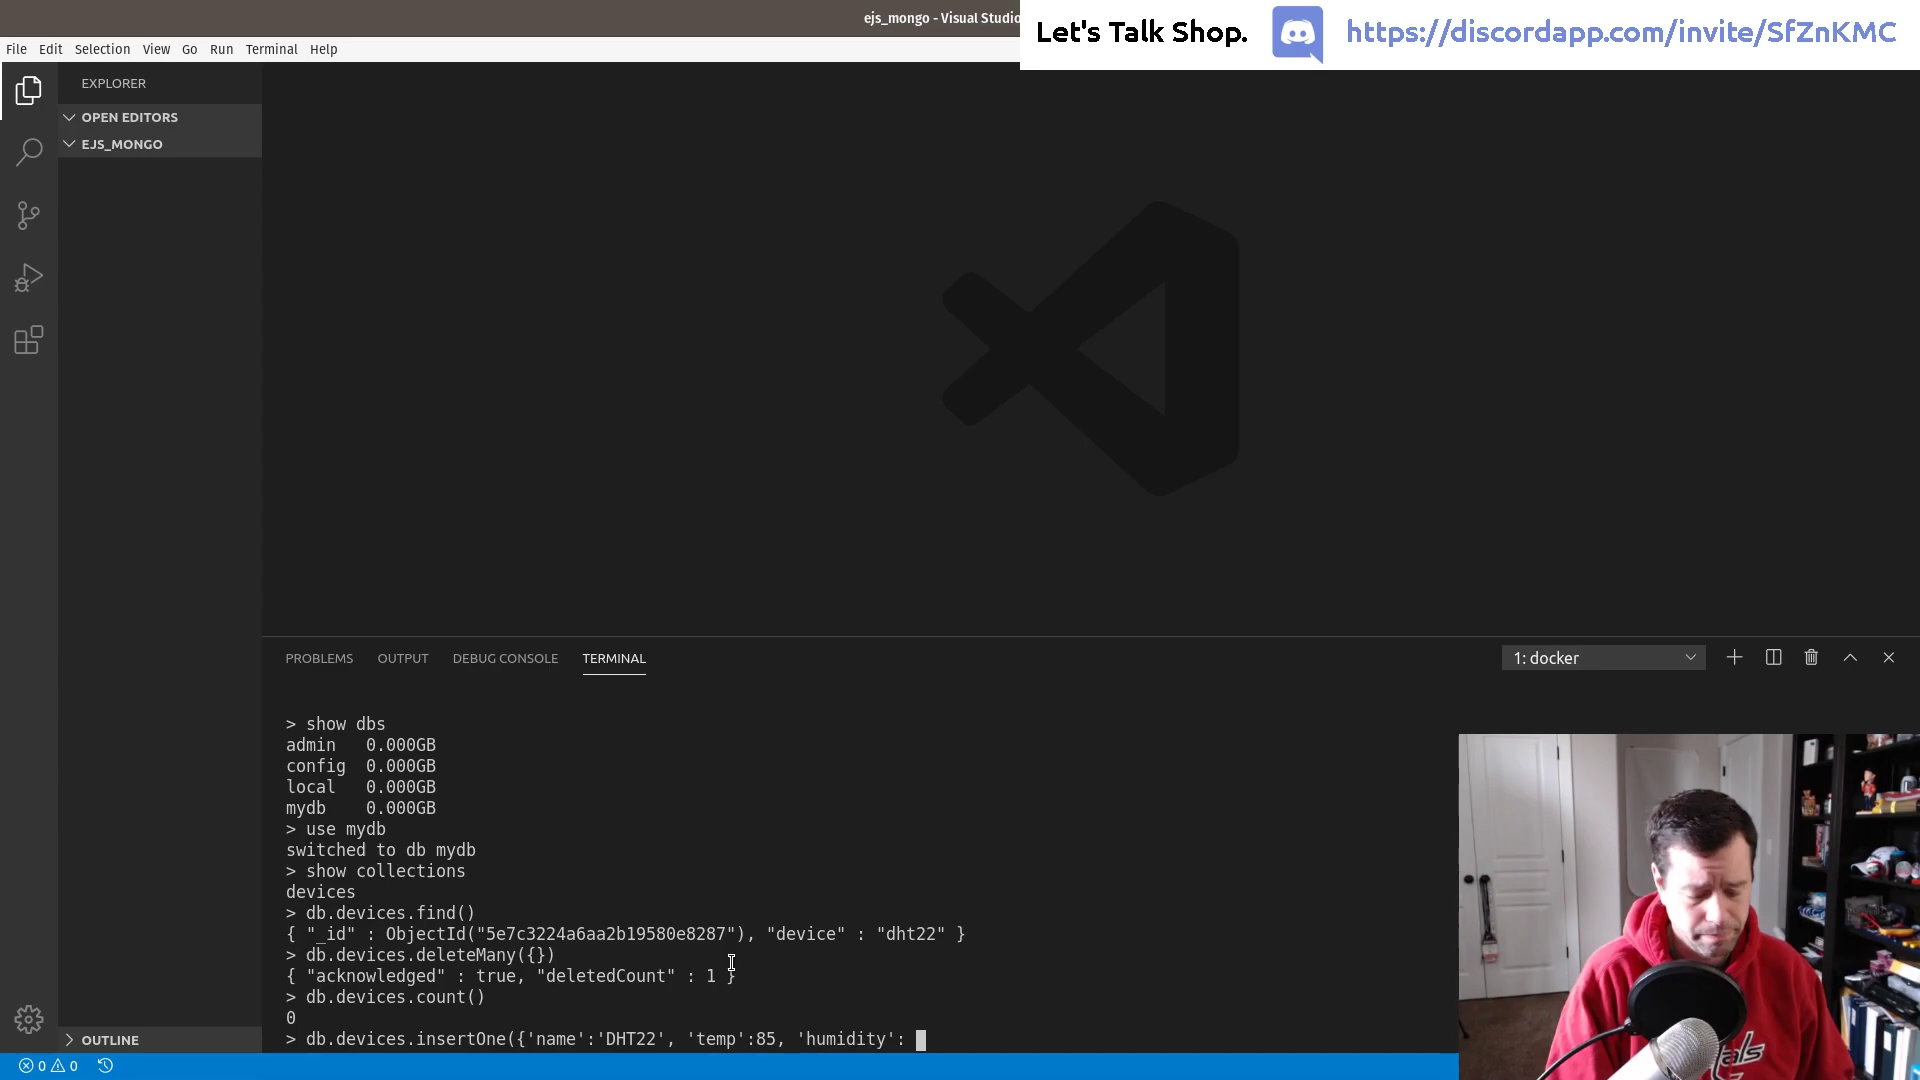 ejs_mongo - Visual Studio
Let's Talk Shop.
https://discordapp.com/invite/SfZnKMC
File Edit Selection View Go Run Terminal Help
EXPLORER
OPEN EDITORS
EJS_MONGO
PROBLEMS OUTPUT DEBUG CONSOLE TERMINAL
1: docker
> show dbs
admin 0.000GB
config 0.000GB
local 0.000GB
mydb 0.000GB
> use mydb
switched to db mydb
> show collections
devices
> db.devices.find()
{ "_id" : ObjectId("5e7c3224a6aa2b19580e8287"), "device" : "dht22" }
> db.devices.deleteMany({})
{ "acknowledged" : true, "deletedCount" : 1 }
> db.devices.count()
0
> db.devices.insertOne({'name':'DHT22', 'temp':85, 'humidity':
OUTLINE
0 0